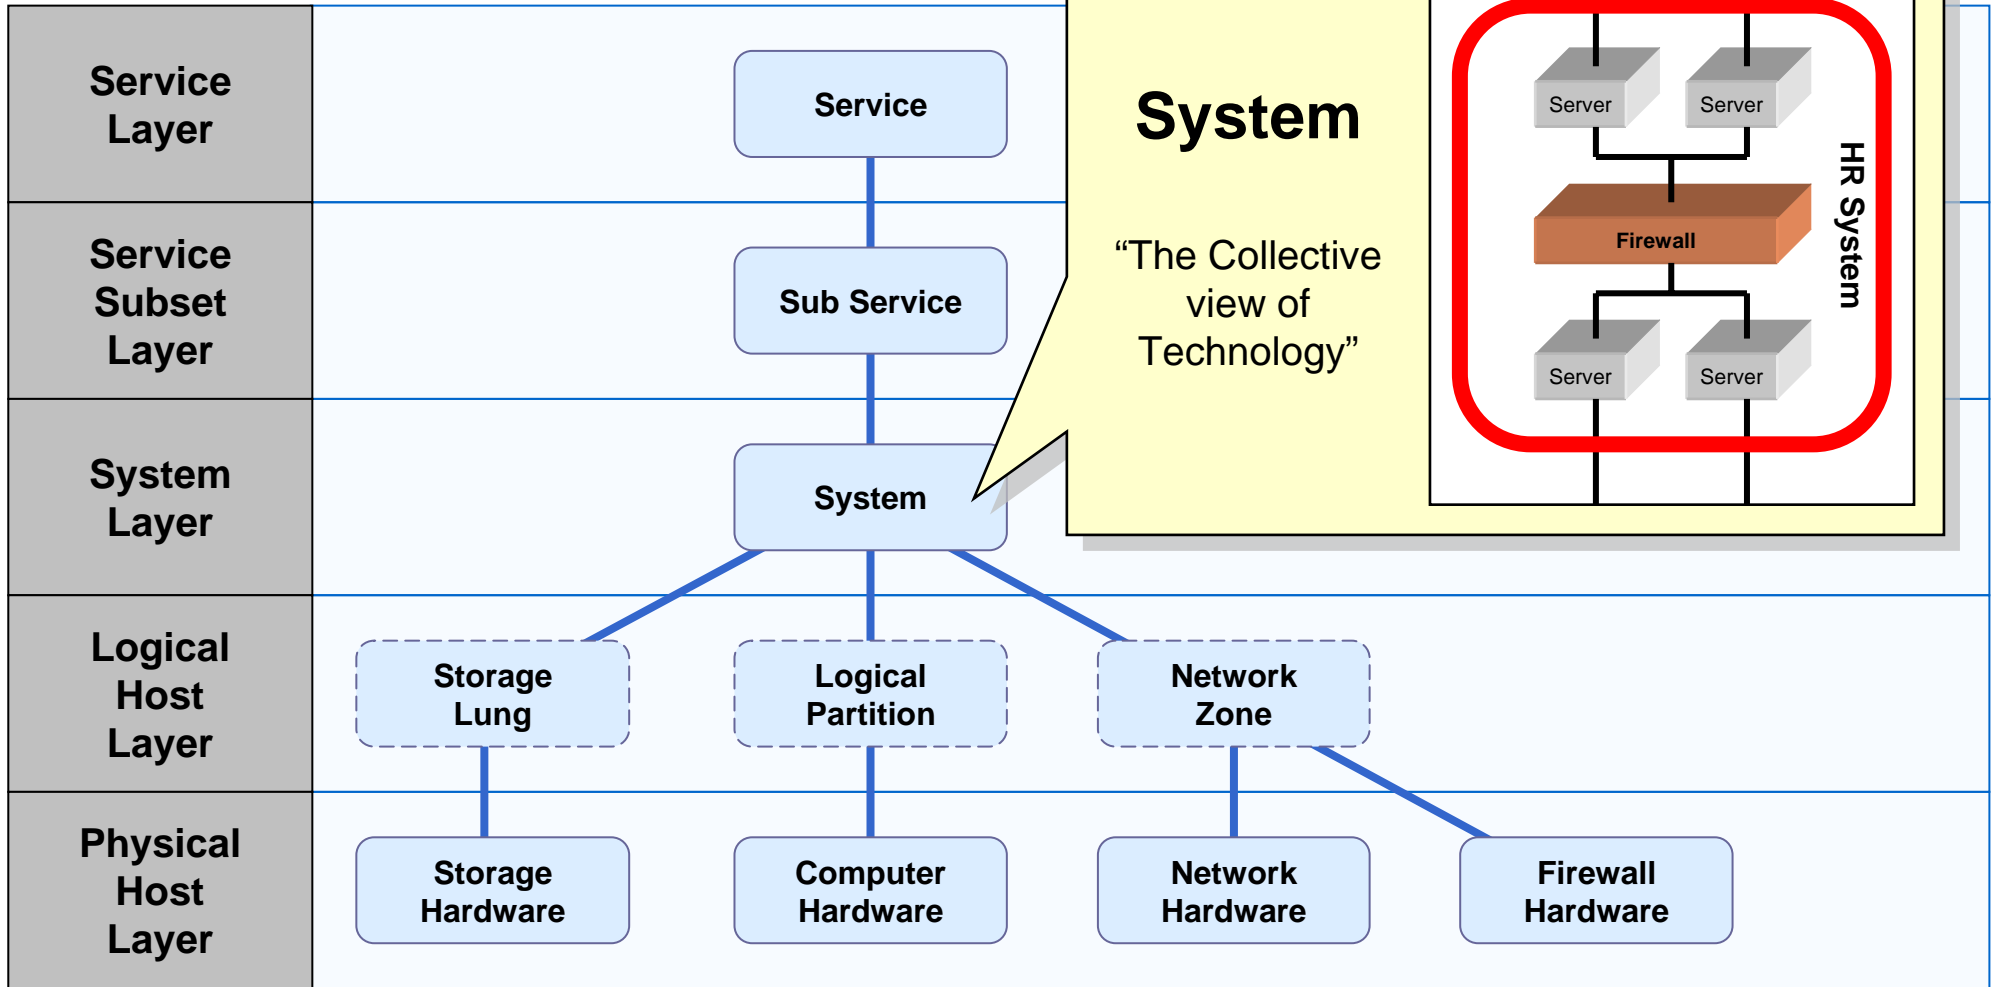 Service
Layer
Service
System
“The Collective
view of
Technology”
Server
Server
Firewall
Server
Server
HR System
Service
Subset
Layer
Sub Service
System
Layer
System
Logical
Host
Layer
Storage
Lung
Logical
Partition
Network
Zone
Physical
Host
Layer
Storage
Hardware
Computer
Hardware
Network
Hardware
Firewall
Hardware